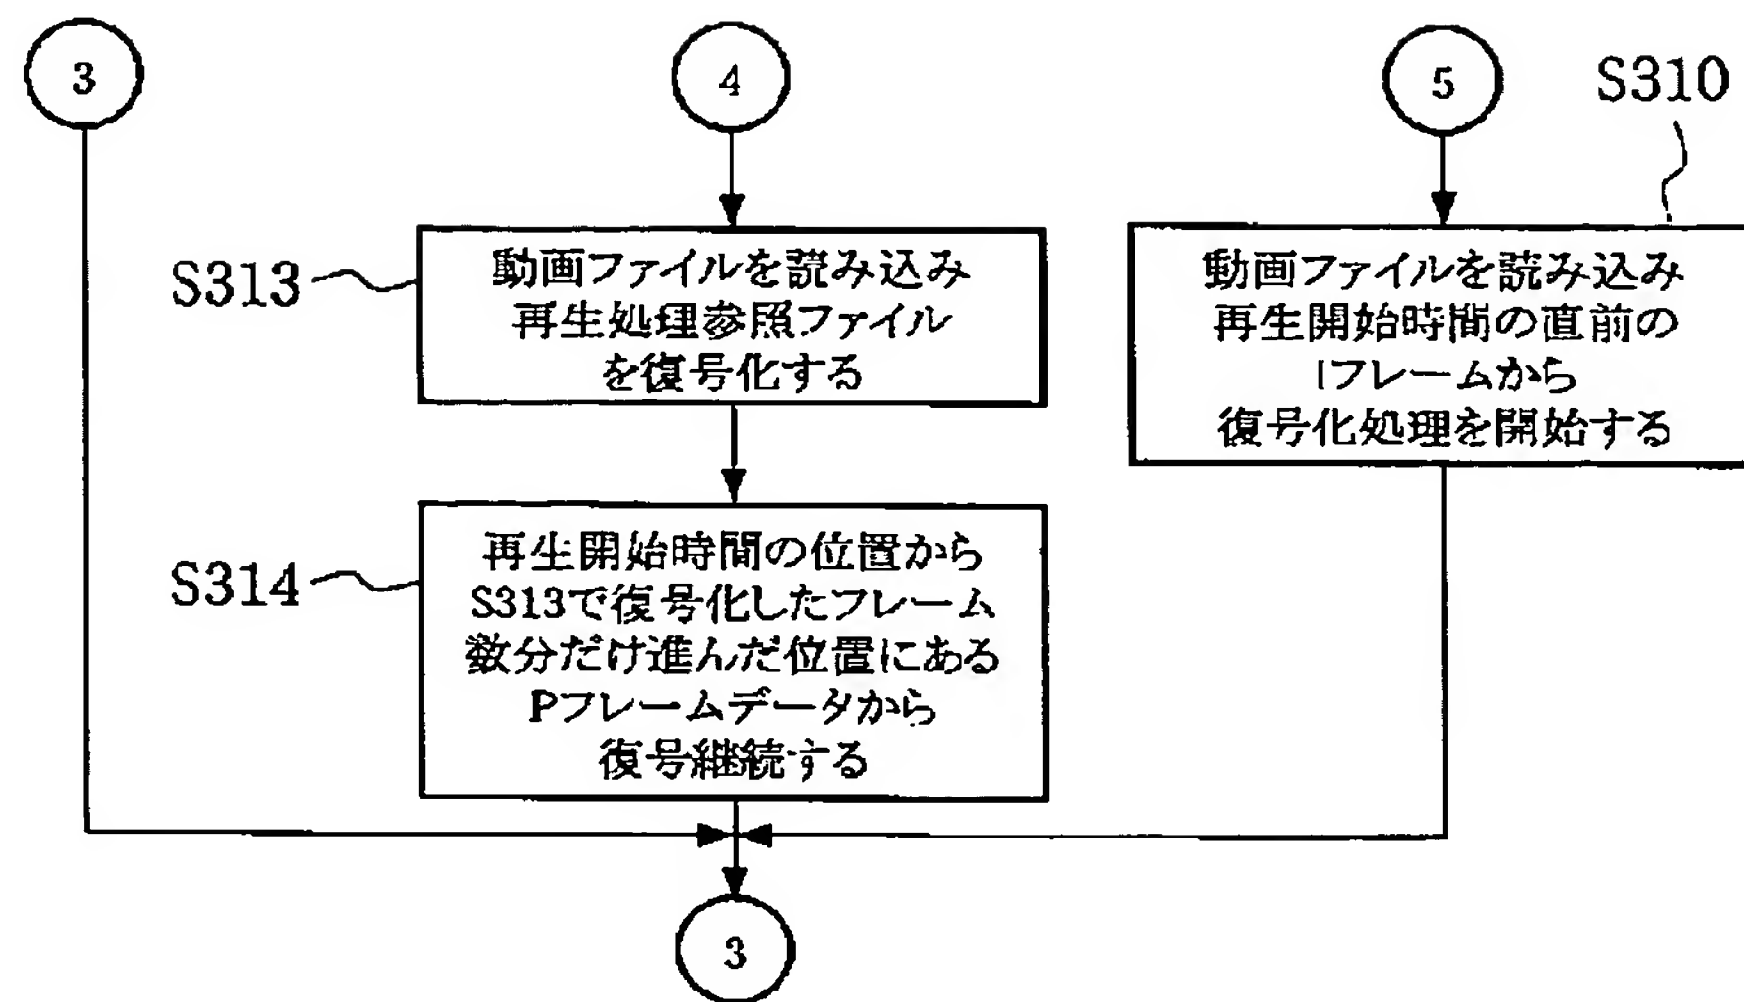 3
4
5
S310
S313
動画ファイルを読み込み
再生処理参照ファイル
を復号化する
動画ファイルを読み込み
再生開始時間の直前の
Iフレームから
復号化処理を開始する
S314
再生開始時間の位置から
S313で復号化したフレーム
数分だけ進んだ位置にある
Pフレームデータから
復号継続する
3